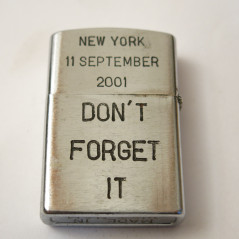 NEW YORK
11 SEPTEMBER
2001
DON'T
FORGET
IT